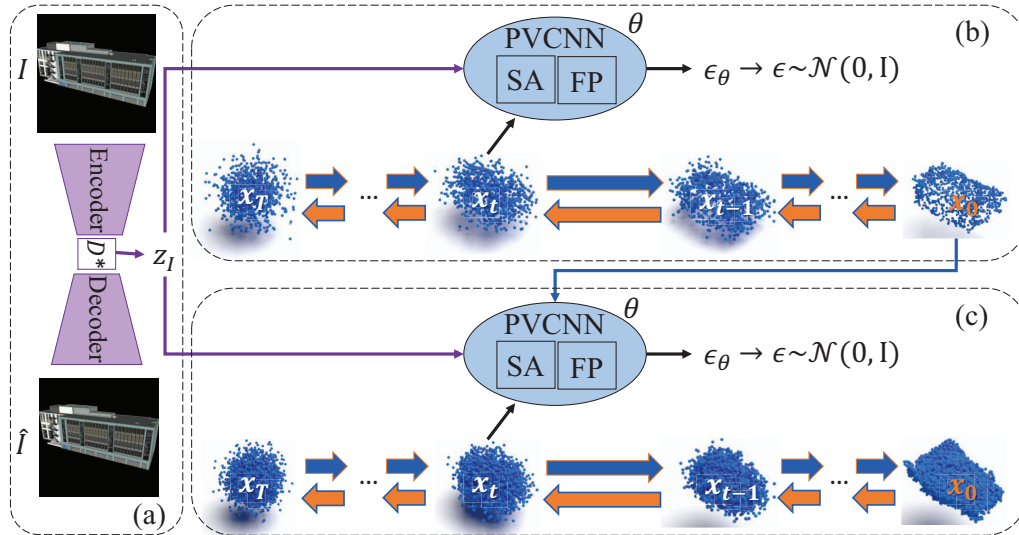 I
Encoder
D*
z_I
Decoder
Î
(a)
(b)
θ
PVCNN
SA FP
ϵ_θ → ϵ~𝒩(0, I)
x_T ... x_t x_{t−1} ... x_0
(c)
θ
PVCNN
SA FP
ϵ_θ → ϵ~𝒩(0, I)
x_T ... x_t x_{t−1} ... x_0